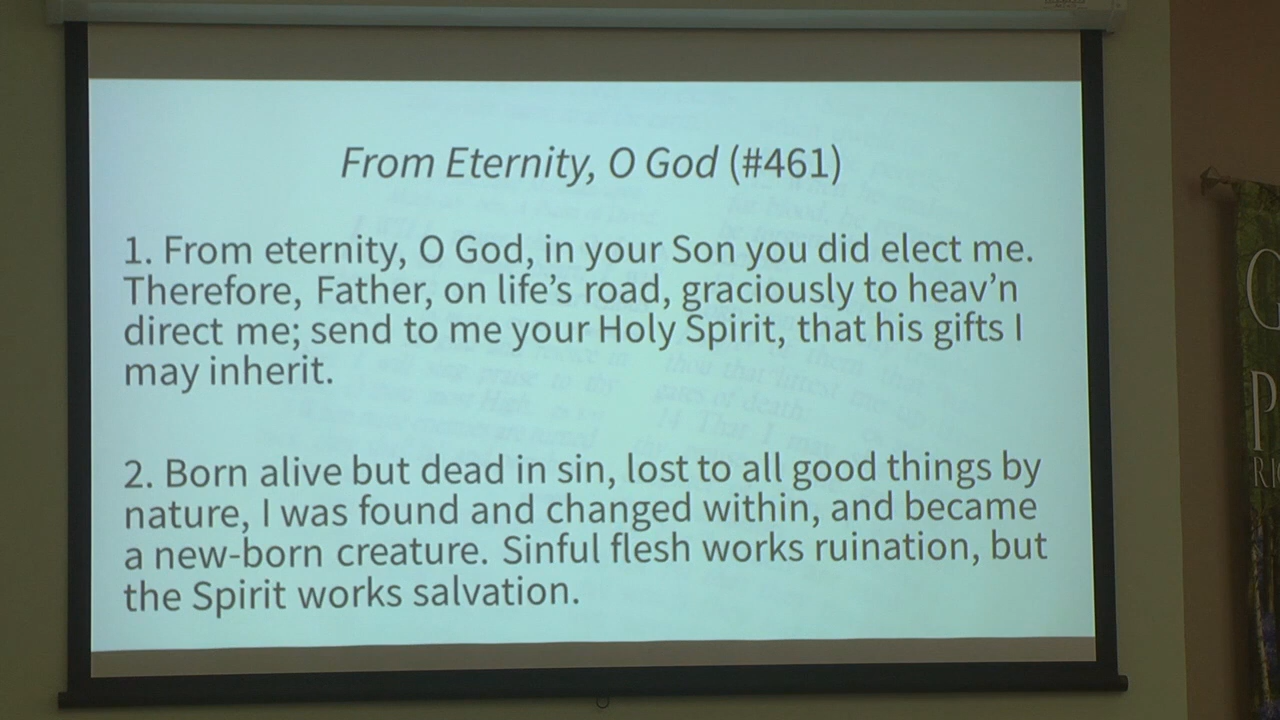 From Eternity, O God (#461)
1. From eternity, O God, in your Son you did elect me.
Therefore, Father, on life's road, graciously to heav'n
direct me; send to me your Holy Spirit, that his gifts I
may inherit.
2. Born alive but dead in sin, lost to all good things by
nature, I was found and changed within, and became
a new-born creature. Sinful flesh works ruination, but
the Spirit works salvation.